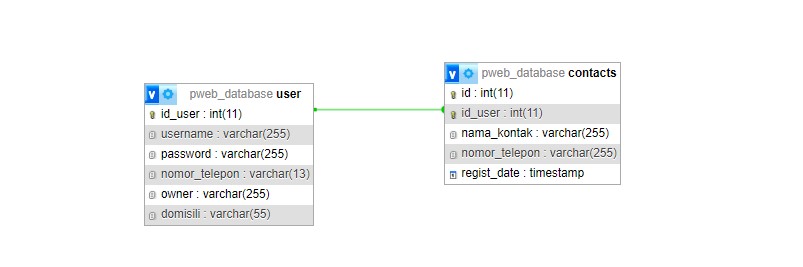 pweb_database user
id_user : int(11)
username : varchar(255)
password : varchar(255)
nomor_telepon : varchar(13)
owner : varchar(255)
domisili : varchar(55)
pweb_database contacts
id : int(11)
id_user : int(11)
nama_kontak : varchar(255)
nomor_telepon : varchar(255)
regist_date : timestamp